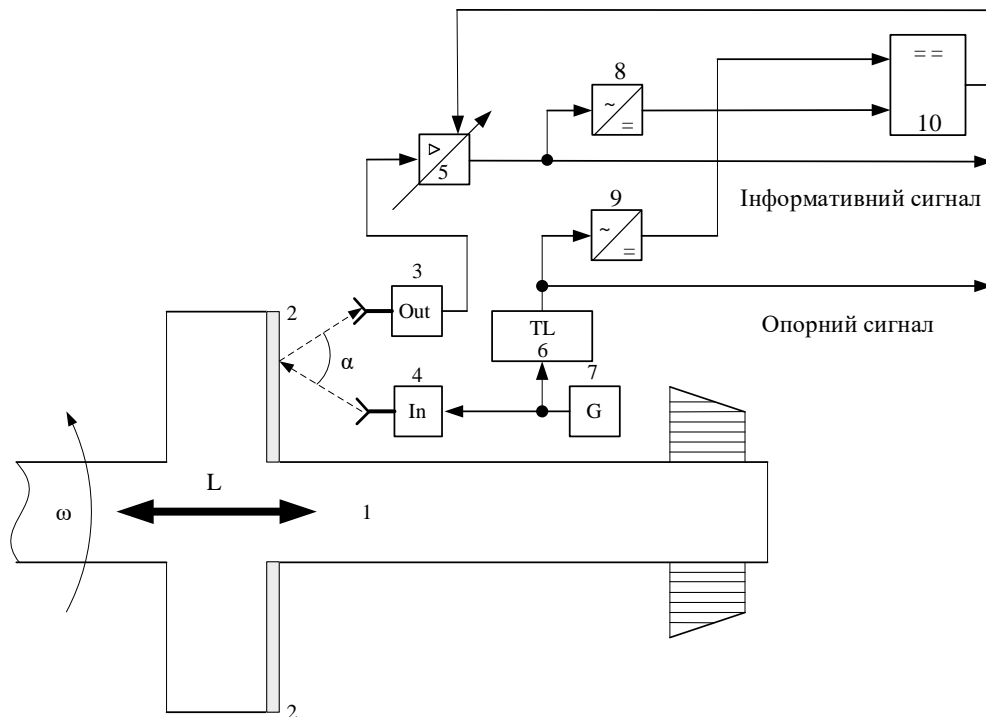 8
~
=
= =
10
▷
5
Інформативний сигнал
9
~
=
3
Out
2
TL
6
Опорний сигнал
α
4
In
7
G
L
ω
1
2